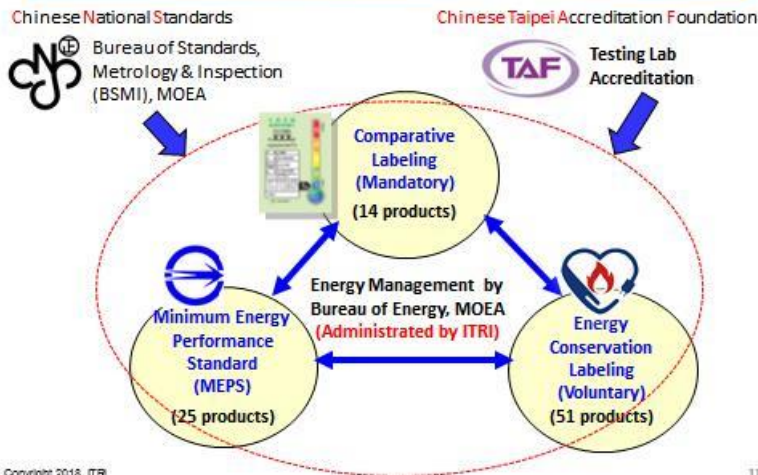 Chinese National Standards
Chinese Taipei Accreditation Foundation
正
Bureau of Standards,
Metrology & Inspection
(BSMI), MOEA
TAF
Testing Lab
Accreditation
Comparative
Labeling
(Mandatory)
(14 products)
Energy Management by
Bureau of Energy, MOEA
(Administrated by ITRI)
Minimum Energy
Performance
Standard
(MEPS)
(25 products)
Energy
Conservation
Labeling
(Voluntary)
(51 products)
Copyright 2018 ITRI